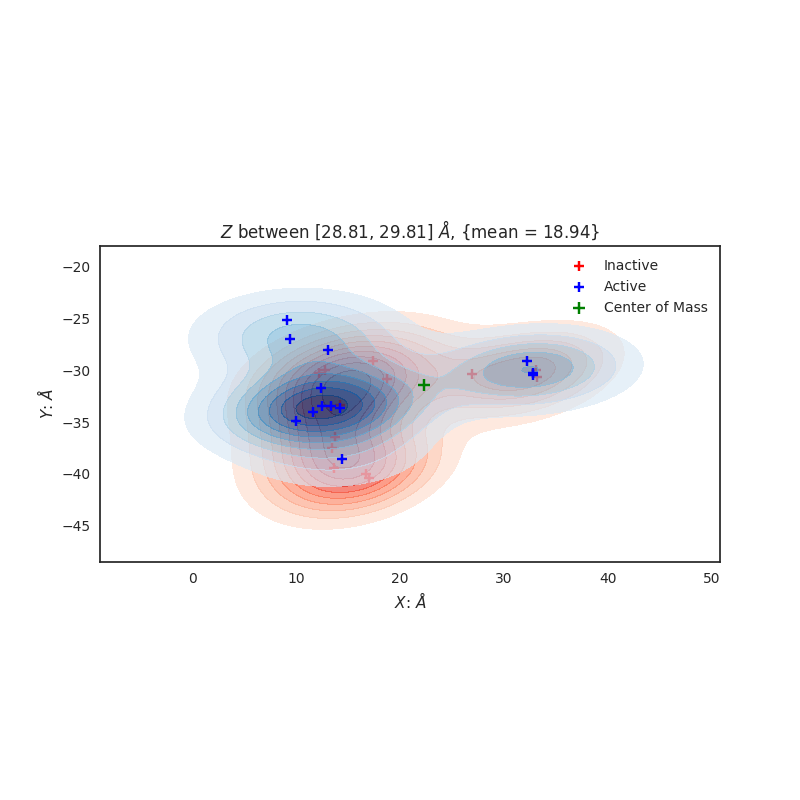 Z between [28.81, 29.81] Å, {mean = 18.94}
Inactive
Active
Center of Mass
−20
−25
−30
−35
−40
−45
Y: Å
0 10 20 30 40 50
X: Å